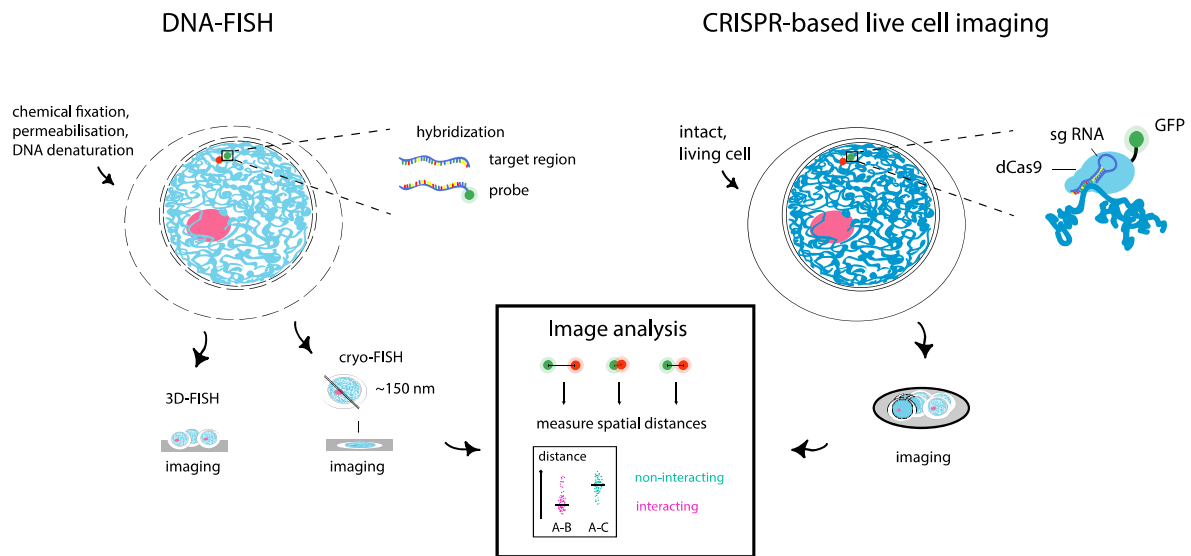 DNA-FISH
CRISPR-based live cell imaging
chemical fixation,
permeabilisation,
DNA denaturation
hybridization
target region
probe
intact,
living cell
sg RNA
GFP
dCas9
3D-FISH
imaging
cryo-FISH
~150 nm
imaging
Image analysis
measure spatial distances
distance
non-interacting
interacting
A-B
A-C
imaging